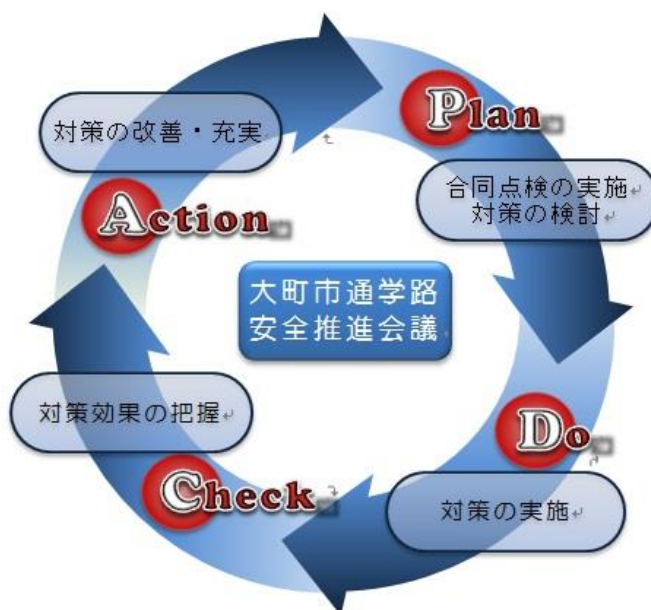 Plan
合同点検の実施
対策の検討
Do
対策の実施
Check
対策効果の把握
Action
対策の改善・充実
大町市通学路
安全推進会議